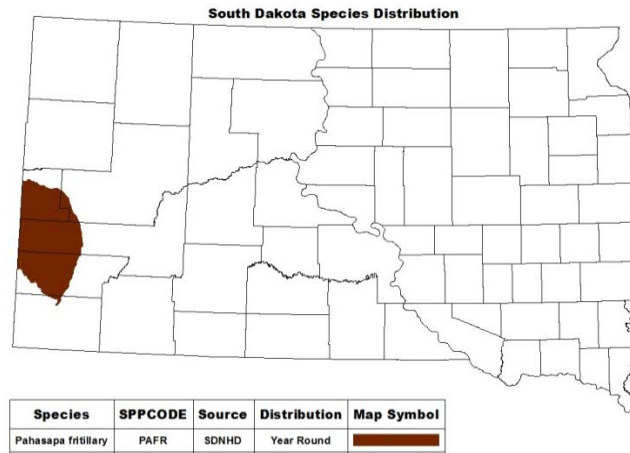 South Dakota Species Distribution
Species SPPCODE Source Distribution Map Symbol
Pahasapa fritillary PAFR SDNHD Year Round